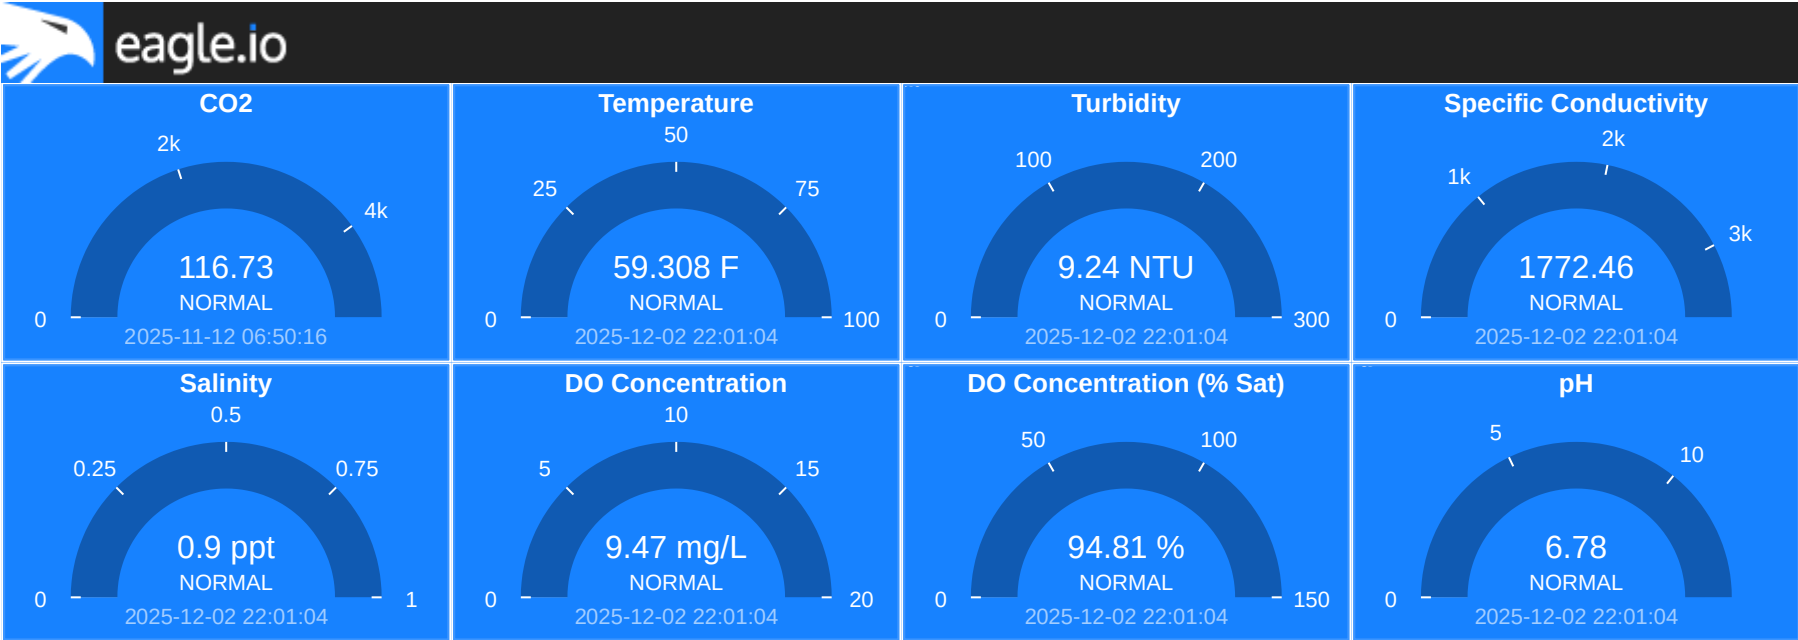 eagle.io
CO2
2k
4k
0
116.73
NORMAL
2025-11-12 06:50:16
Temperature
50
25
75
0
100
59.308 F
NORMAL
2025-12-02 22:01:04
Turbidity
100
200
0
300
9.24 NTU
NORMAL
2025-12-02 22:01:04
Specific Conductivity
2k
1k
3k
0
1772.46
NORMAL
2025-12-02 22:01:04
Salinity
0.5
0.25
0.75
0
1
0.9 ppt
NORMAL
2025-12-02 22:01:04
DO Concentration
10
5
15
0
20
9.47 mg/L
NORMAL
2025-12-02 22:01:04
DO Concentration (% Sat)
50
100
0
150
94.81 %
NORMAL
2025-12-02 22:01:04
pH
5
10
0
6.78
NORMAL
2025-12-02 22:01:04